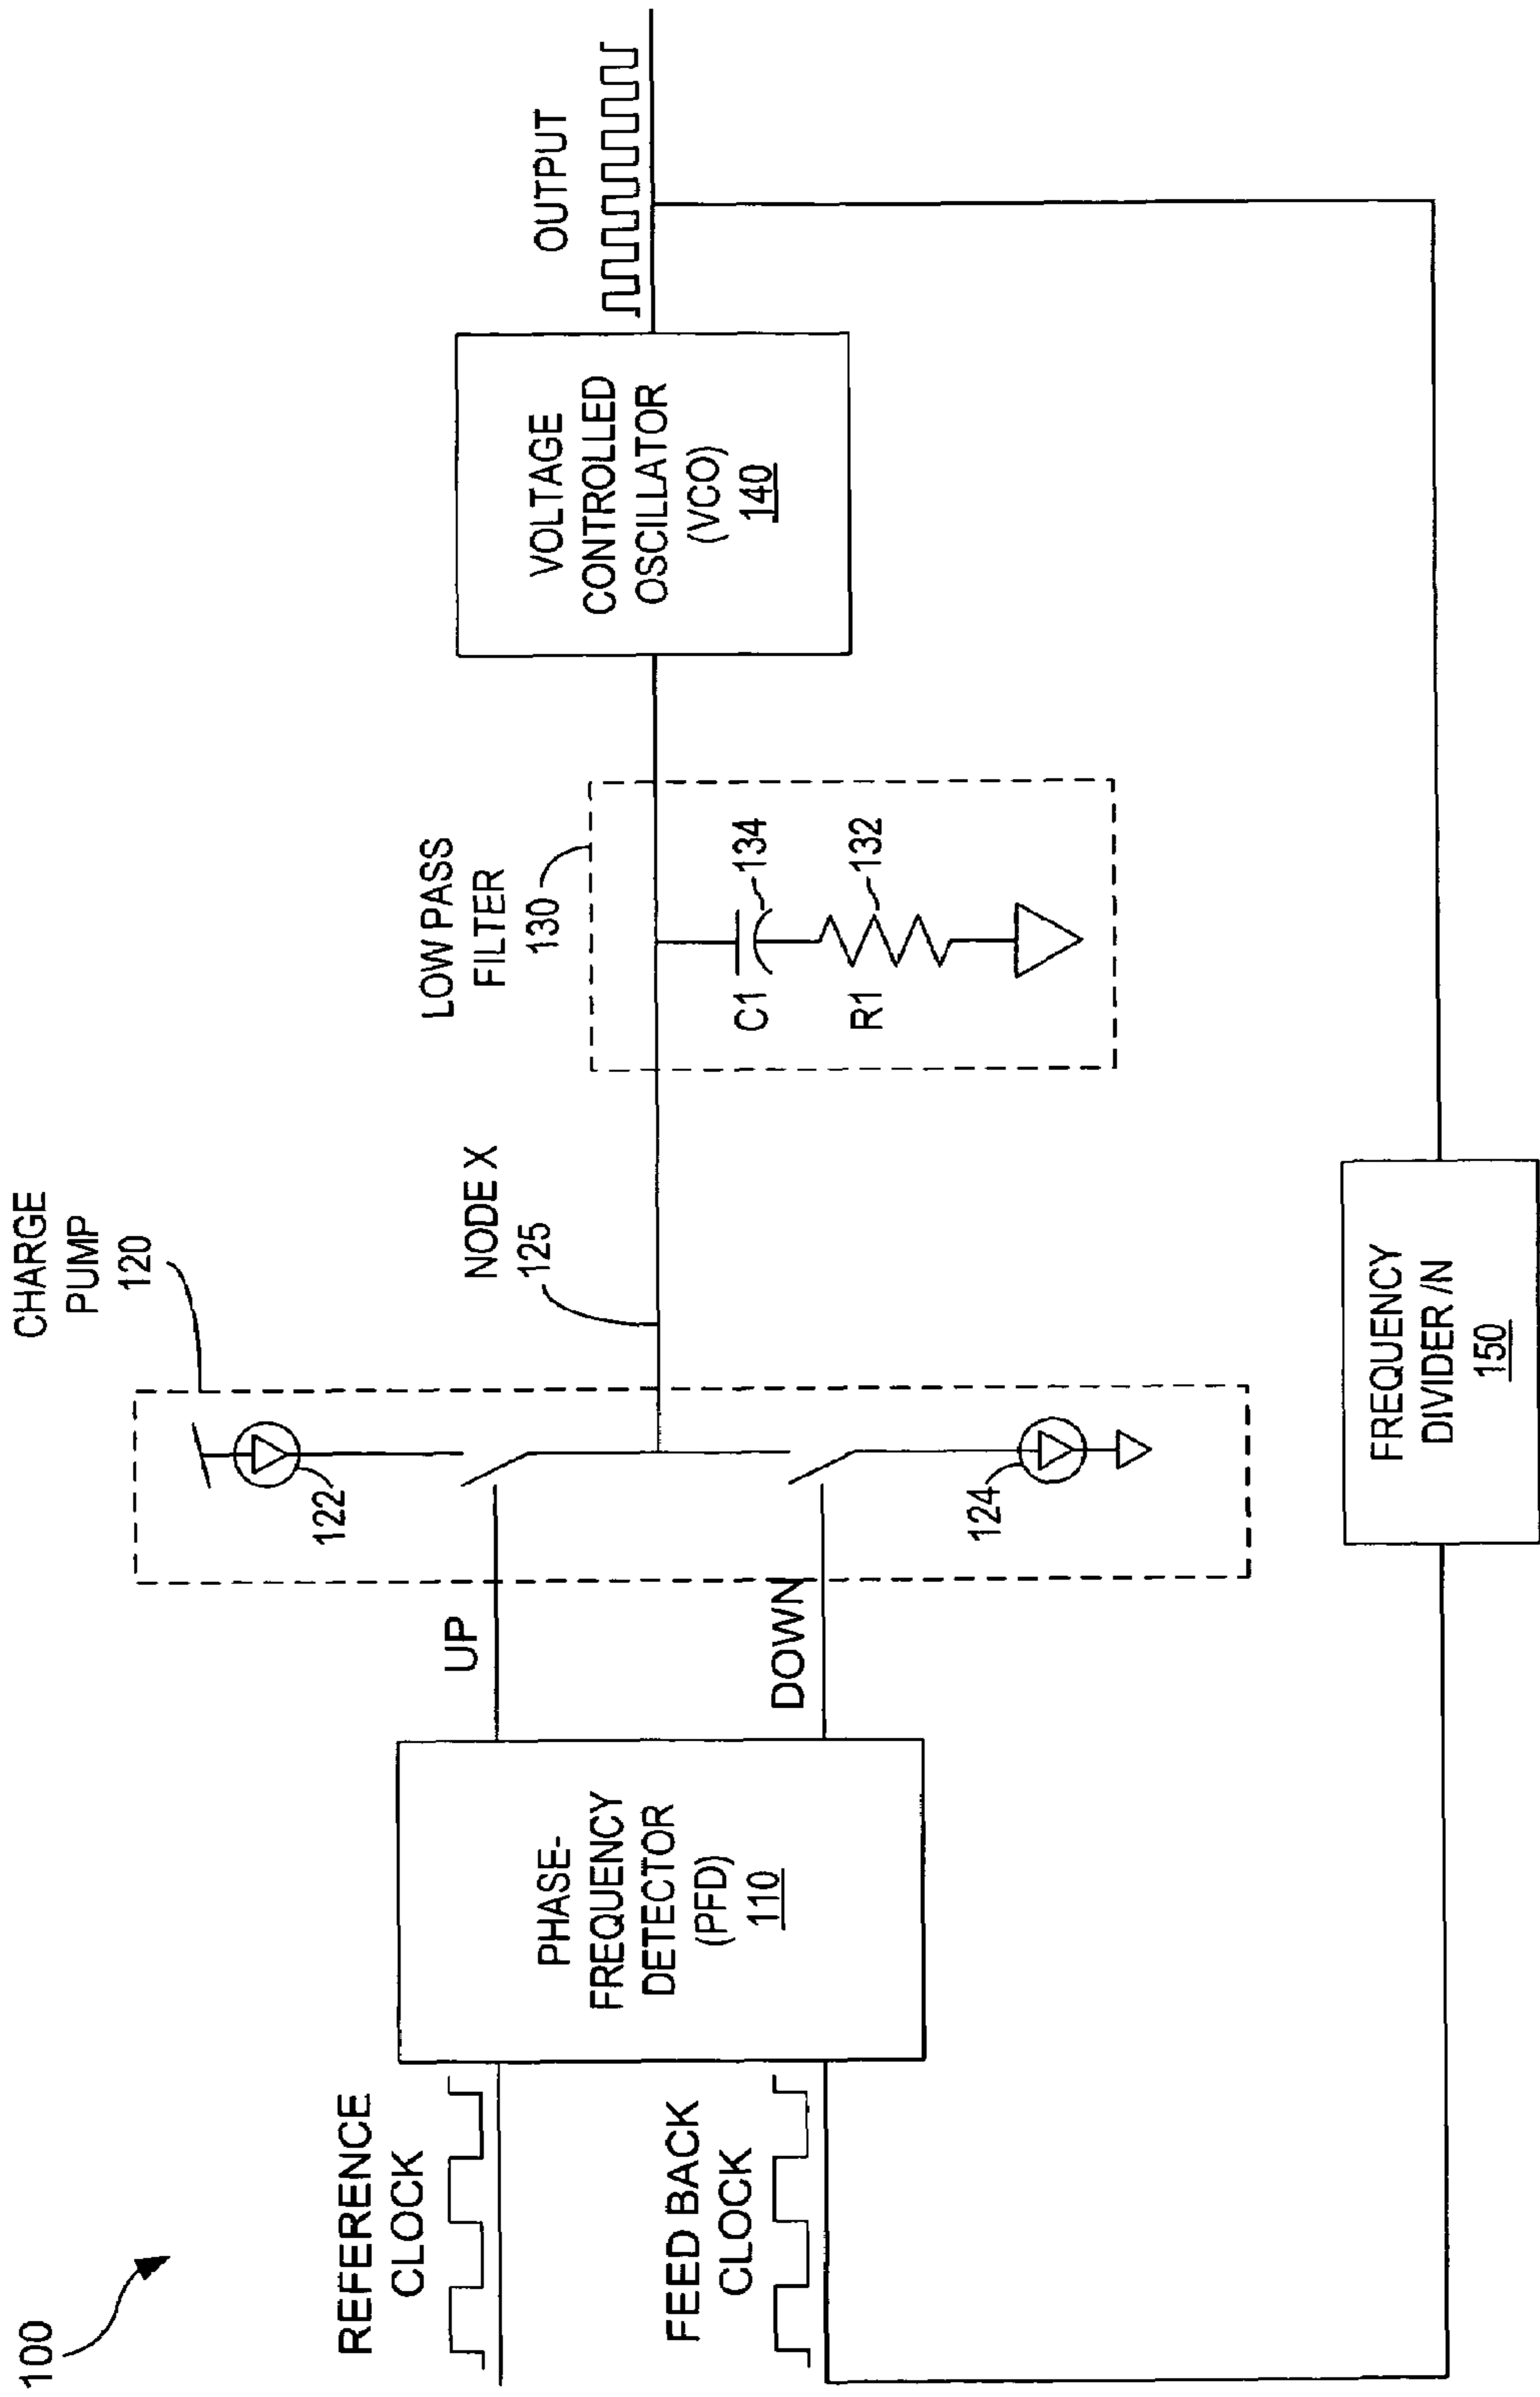 100
CHARGE
PUMP
120
REFERENCE
CLOCK
FEED BACK
CLOCK
PHASE-
FREQUENCY
DETECTOR
(PFD)
110
UP
DOWN
122
124
NODE X
125
LOW PASS
FILTER
130
C1
134
R1
132
VOLTAGE
CONTROLLED
OSCILLATOR
(VCO)
140
OUTPUT
FREQUENCY
DIVIDER /N
150